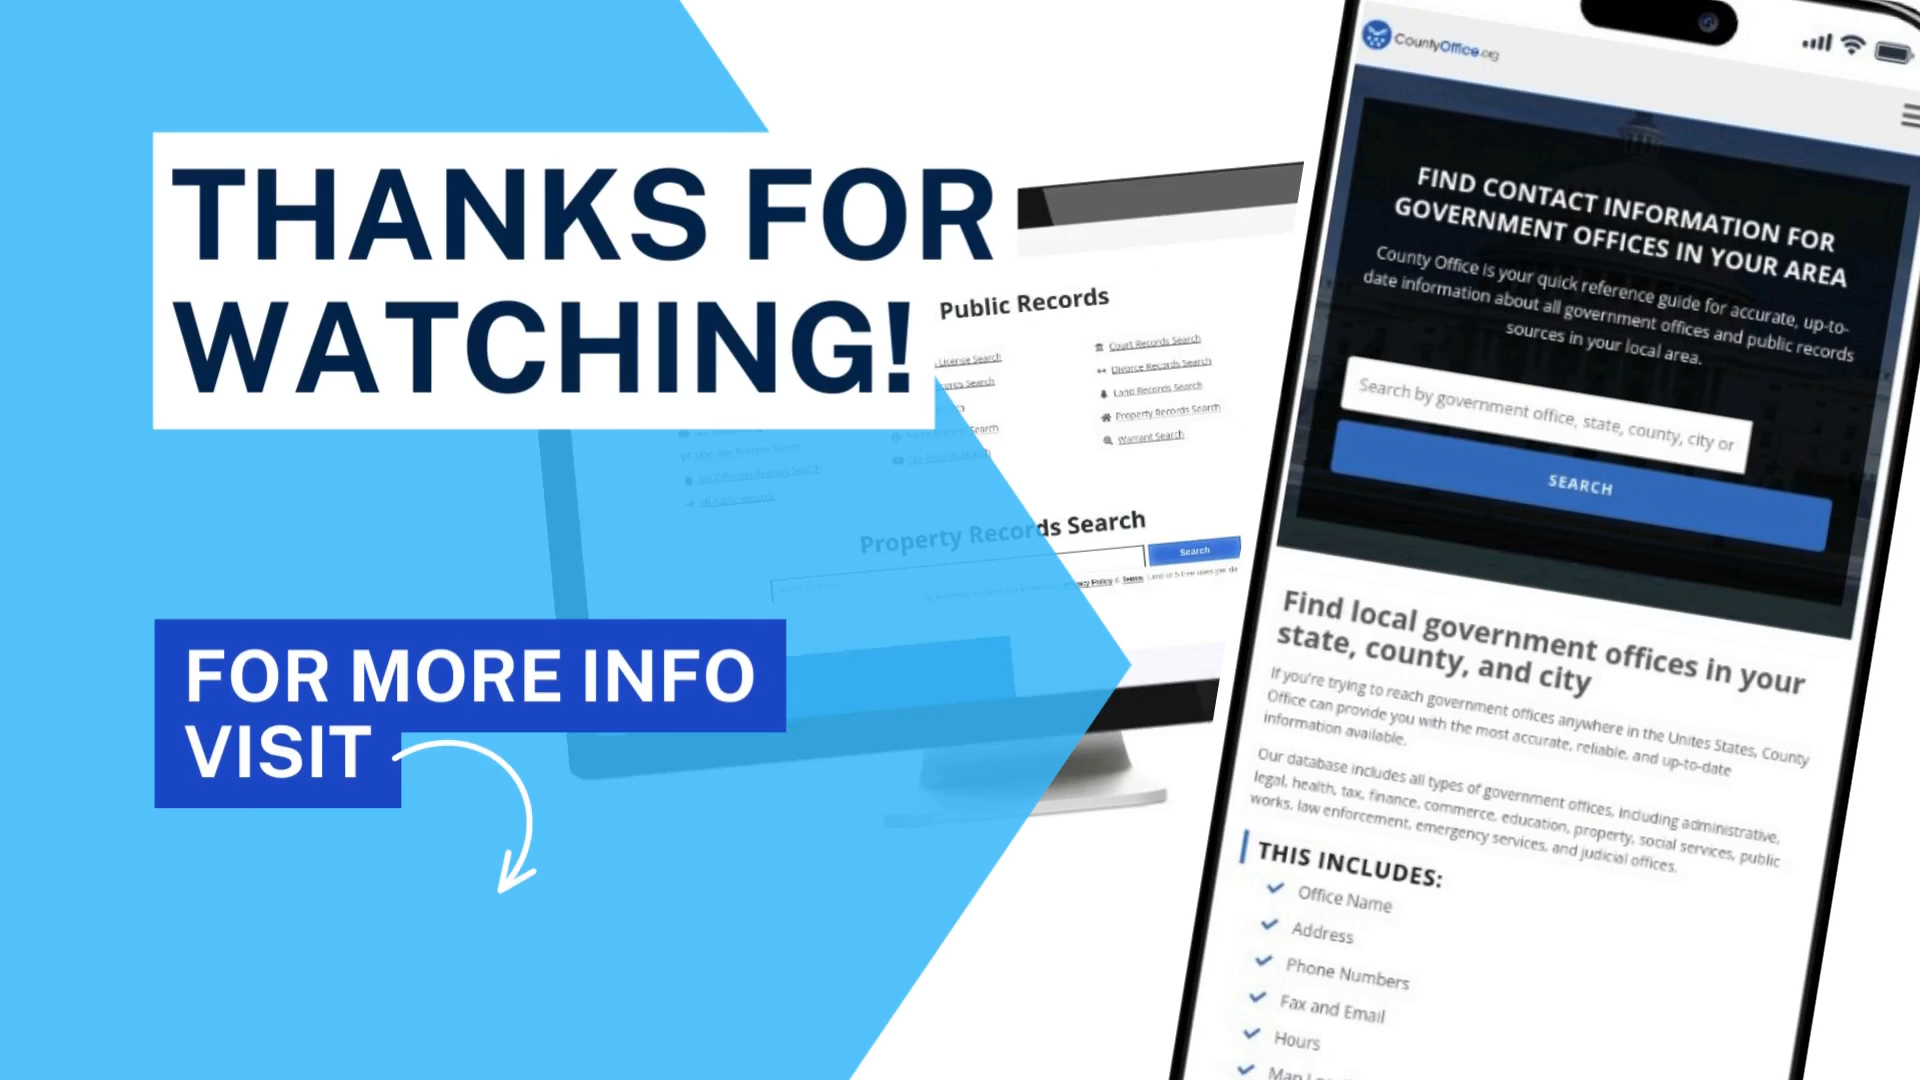 THANKS FOR
WATCHING!
FOR MORE INFO
VISIT
Public Records
License Search
Search
Search
Court Records Search
Divorce Records Search
Land Records Search
Property Records Search
Warrant Search
Property Records Search
Search
Privacy Policy & Terms
CountyOffice.org
FIND CONTACT INFORMATION FOR
GOVERNMENT OFFICES IN YOUR AREA
County Office is your quick reference guide for accurate, up-to-
date information about all government offices and public records
sources in your local area.
Search by government office, state, county, city or
SEARCH
Find local government offices in your
state, county, and city
If you're trying to reach government offices anywhere in the Unites States, County
Office can provide you with the most accurate, reliable, and up-to-date
information available.
Our database includes all types of government offices, including administrative,
legal, health, tax, finance, commerce, education, property, social services, public
works, law enforcement, emergency services, and judicial offices.
THIS INCLUDES:
Office Name
Address
Phone Numbers
Fax and Email
Hours